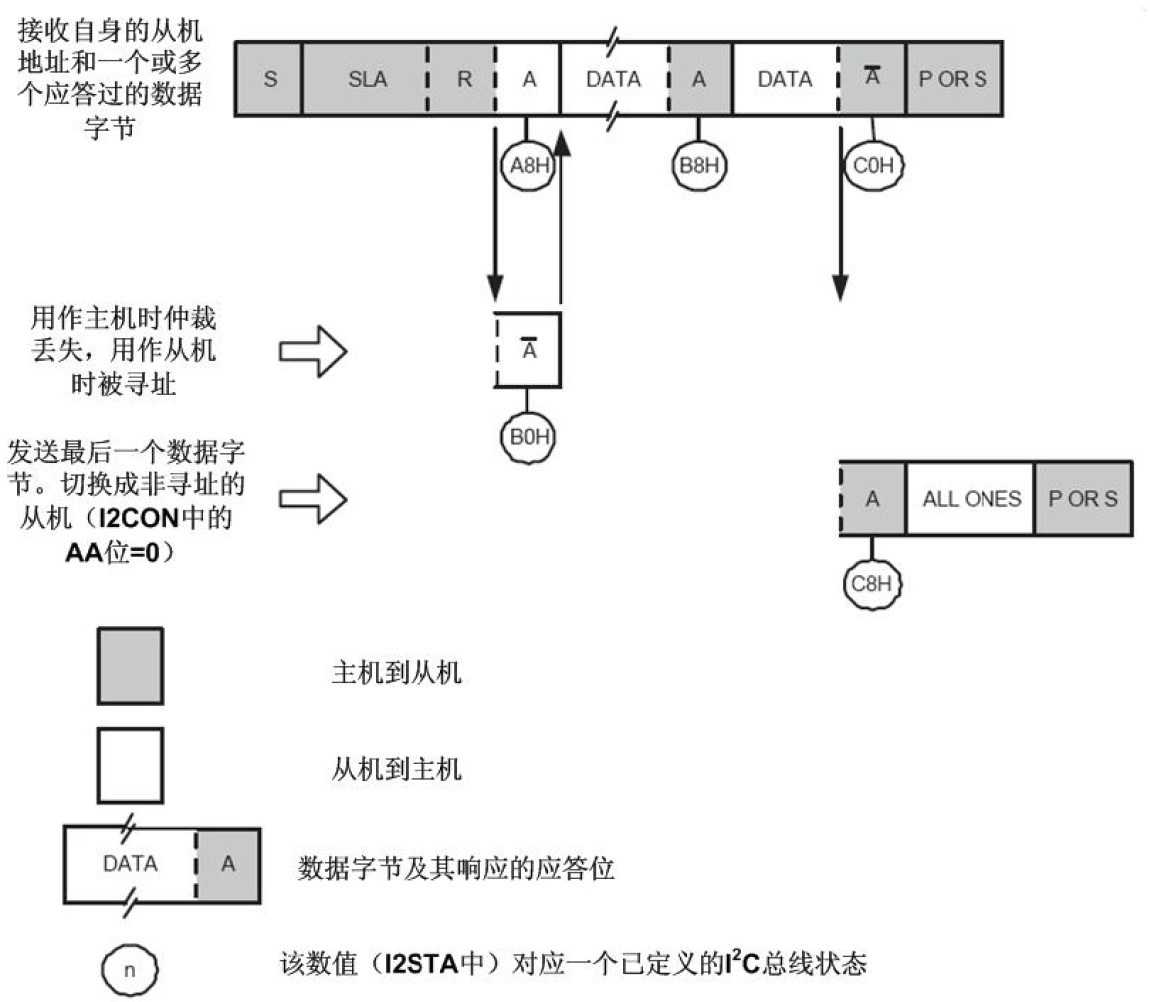 接收自身的从机
地址和一个或多
个应答过的数据
字节
S SLA R A DATA A DATA A̅ P OR S
A8H B8H C0H
用作主机时仲裁
丢失，用作从机
时被寻址
A̅
B0H
发送最后一个数据字
节。切换成非寻址的
从机（I2CON中的
AA位=0）
A ALL ONES P OR S
C8H
主机到从机
从机到主机
DATA A
数据字节及其响应的应答位
n
该数值（I2STA中）对应一个已定义的I²C总线状态